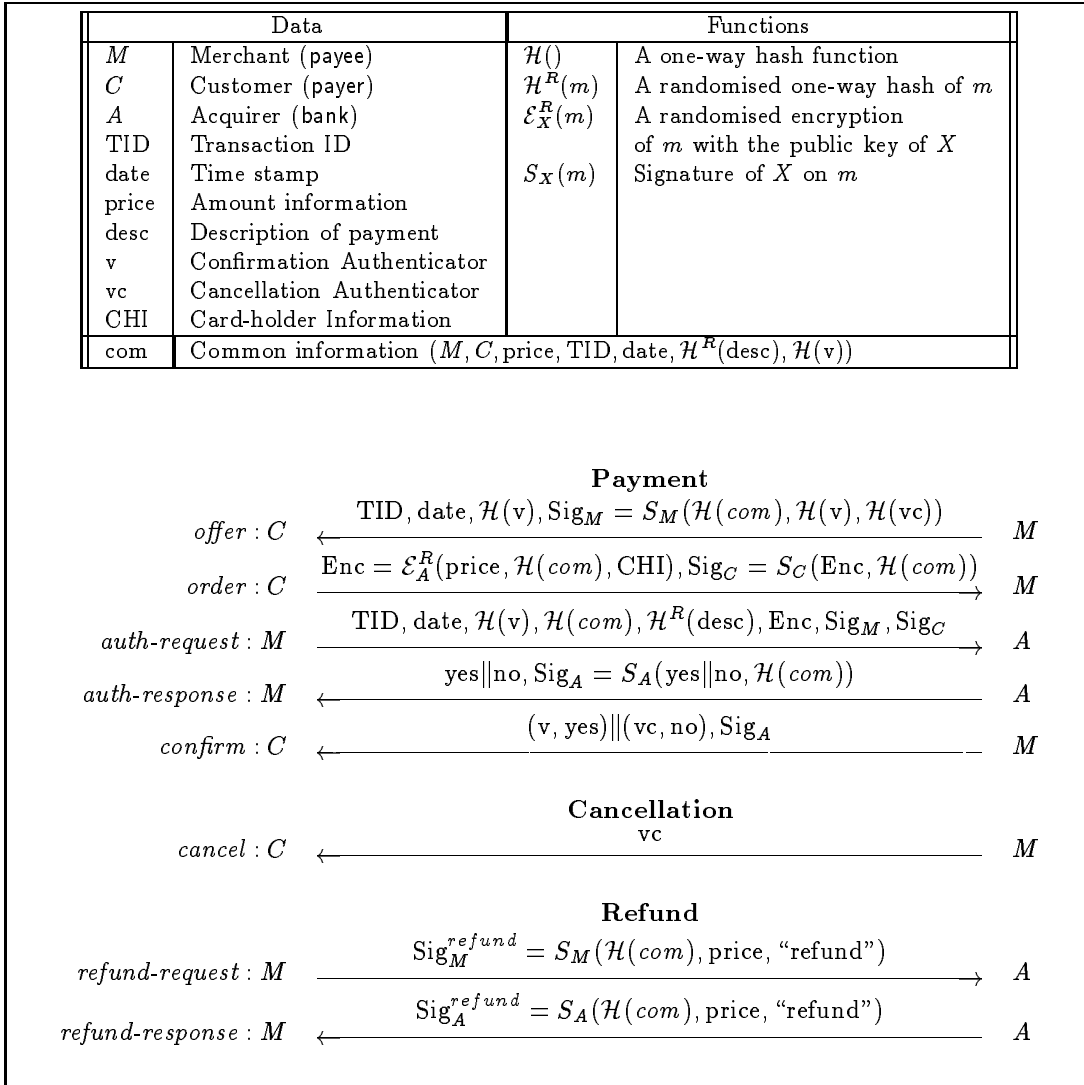 Data Functions
M Merchant (payee) ℋ() A one-way hash function
C Customer (payer) ℋ^R(m) A randomised one-way hash of m
A Acquirer (bank) ℰ_X^R(m) A randomised encryption
TID Transaction ID of m with the public key of X
date Time stamp S_X(m) Signature of X on m
price Amount information
desc Description of payment
v Confirmation Authenticator
vc Cancellation Authenticator
CHI Card-holder Information
com Common information (M, C, price, TID, date, ℋ^R(desc), ℋ(v))
Payment
offer : C TID, date, ℋ(v), Sig_M = S_M(ℋ(com), ℋ(v), ℋ(vc)) M
order : C Enc = ℰ_A^R(price, ℋ(com), CHI), Sig_C = S_C(Enc, ℋ(com)) M
auth-request : M TID, date, ℋ(v), ℋ(com), ℋ^R(desc), Enc, Sig_M, Sig_C A
auth-response : M yes||no, Sig_A = S_A(yes||no, ℋ(com)) A
confirm : C (v, yes)||(vc, no), Sig_A M
Cancellation
cancel : C vc M
Refund
refund-request : M Sig_M^refund = S_M(ℋ(com), price, “refund”) A
refund-response : M Sig_A^refund = S_A(ℋ(com), price, “refund”) A